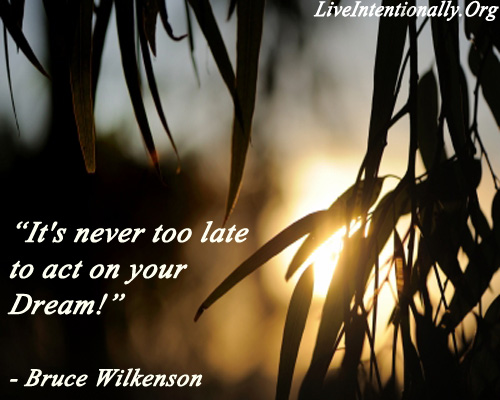 LiveIntentionally.Org
“It's never too late
to act on your
Dream!”
- Bruce Wilkenson